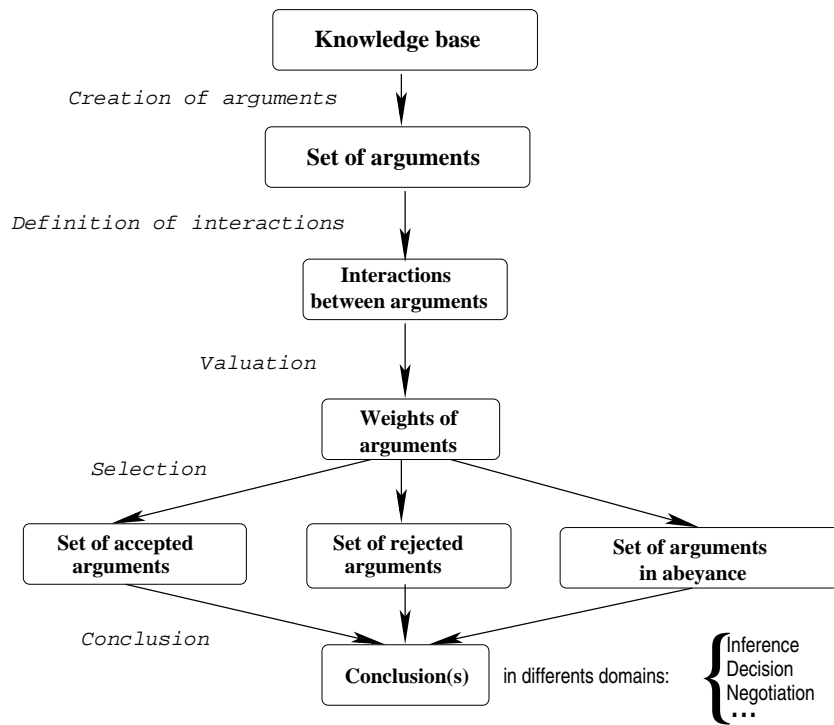 Knowledge base
Creation of arguments
Set of arguments
Definition of interactions
Interactions
between arguments
Valuation
Weights of
arguments
Selection
Set of accepted
arguments
Set of rejected
arguments
Set of arguments
in abeyance
Conclusion
Conclusion(s)
in differents domains:
Inference
Decision
Negotiation
...